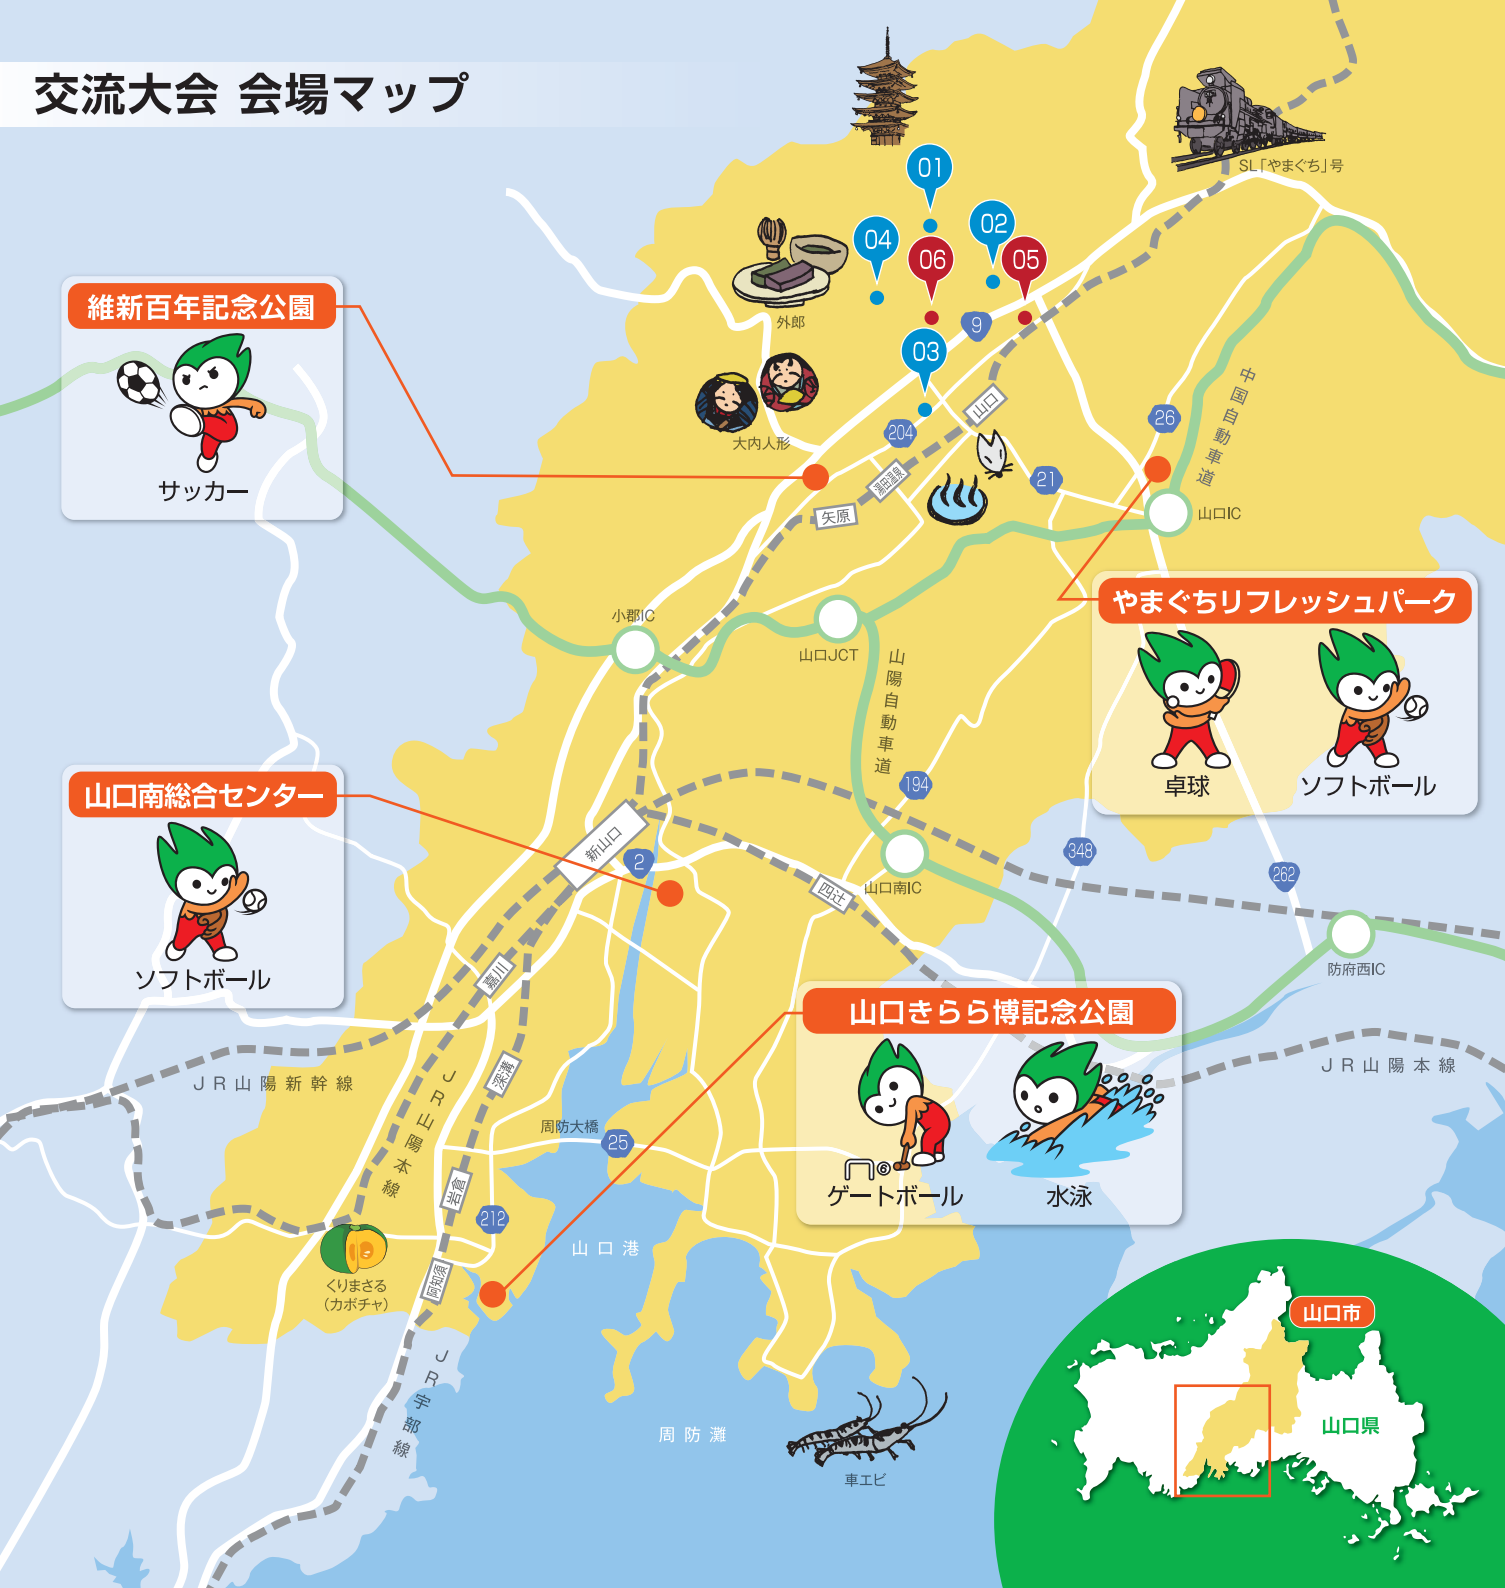 交流大会 会場マップ
SL「やまぐち」号
01
02
04
06
05
外郎
9
03
維新百年記念公園
サッカー
大内人形
204
山口
26
中国自動車道
湯田温泉
21
矢原
山口IC
小郡IC
山口JCT
山陽自動車道
やまぐちリフレッシュパーク
卓球
ソフトボール
山口南総合センター
ソフトボール
新山口
2
194
348
262
四辻
山口南IC
防府西IC
嘉川
山口きらら博記念公園
ゲートボール
6
水泳
JR山陽新幹線
JR山陽本線
深溝
JR山陽本線
周防大橋
25
岩倉
212
山口港
くりまさる
(カボチャ)
阿知須
JR宇部線
周防灘
車エビ
山口市
山口県